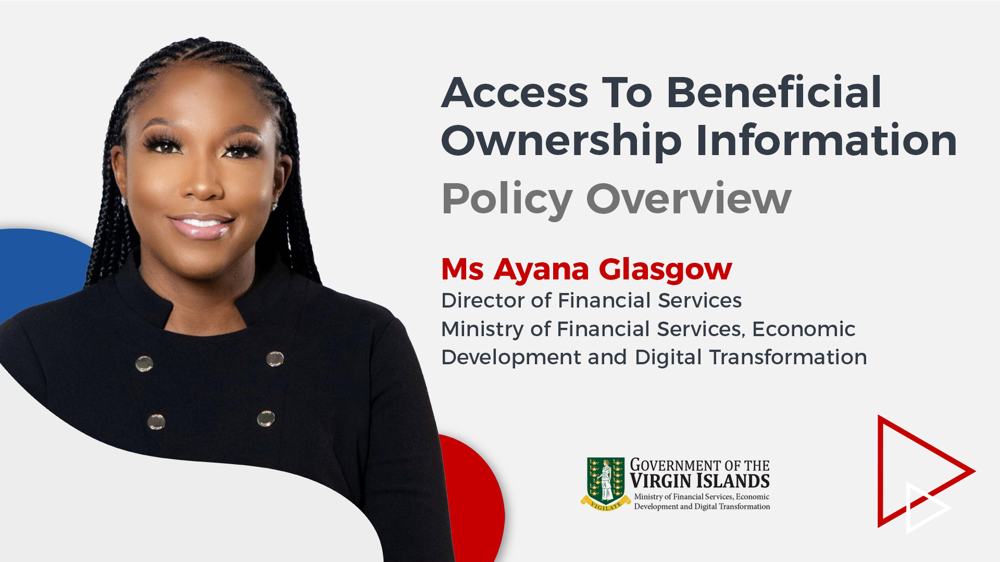 Access To Beneficial
Ownership Information
Policy Overview
Ms Ayana Glasgow
Director of Financial Services
Ministry of Financial Services, Economic
Development and Digital Transformation
GOVERNMENT OF THE
VIRGIN ISLANDS
Ministry of Financial Services, Economic
Development and Digital Transformation
VIGILATE